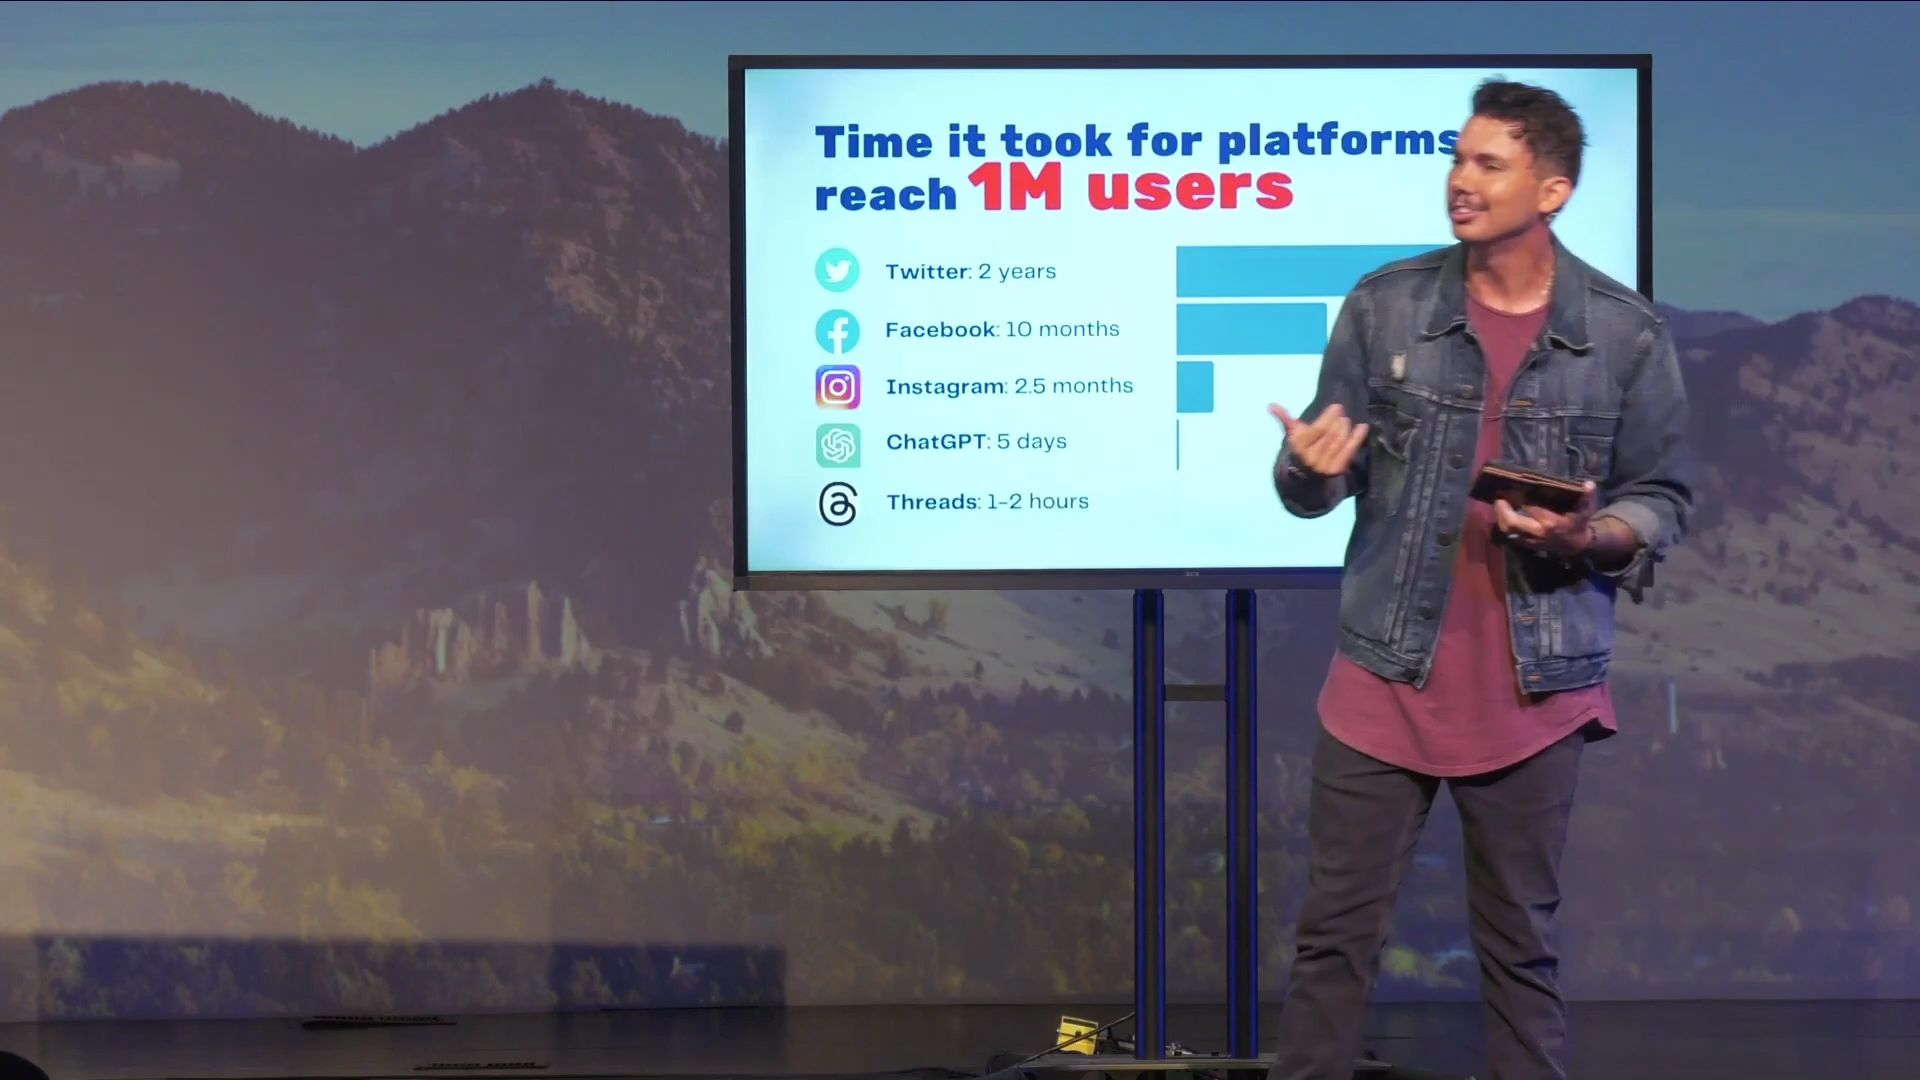 Time it took for platforms
reach 1M users
Twitter: 2 years
Facebook: 10 months
Instagram: 2.5 months
ChatGPT: 5 days
Threads: 1-2 hours